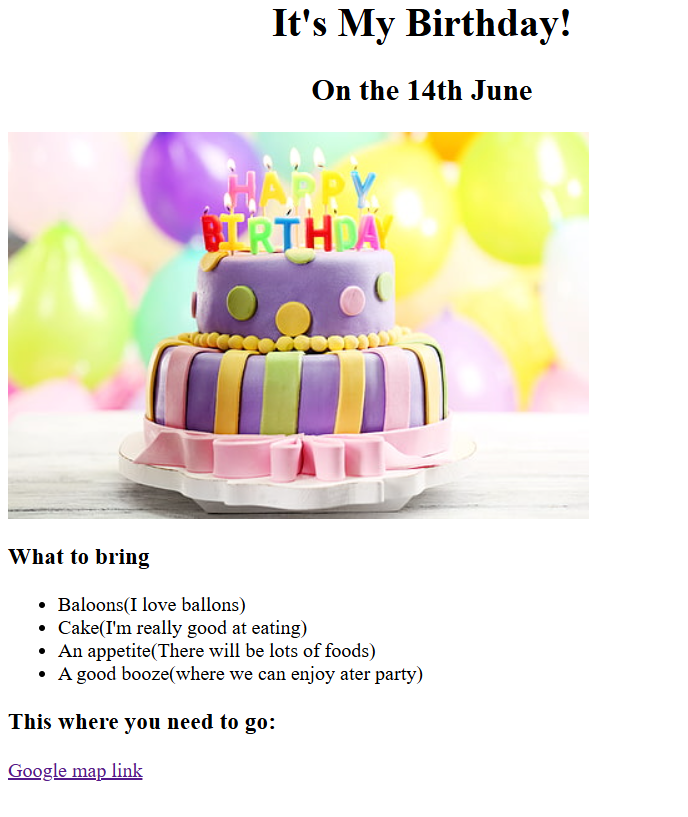 It's My Birthday!
On the 14th June
HAPPY
BIRTHDAY
What to bring
Baloons(I love ballons)
Cake(I'm really good at eating)
An appetite(There will be lots of foods)
A good booze(where we can enjoy ater party)
This where you need to go:
Google map link